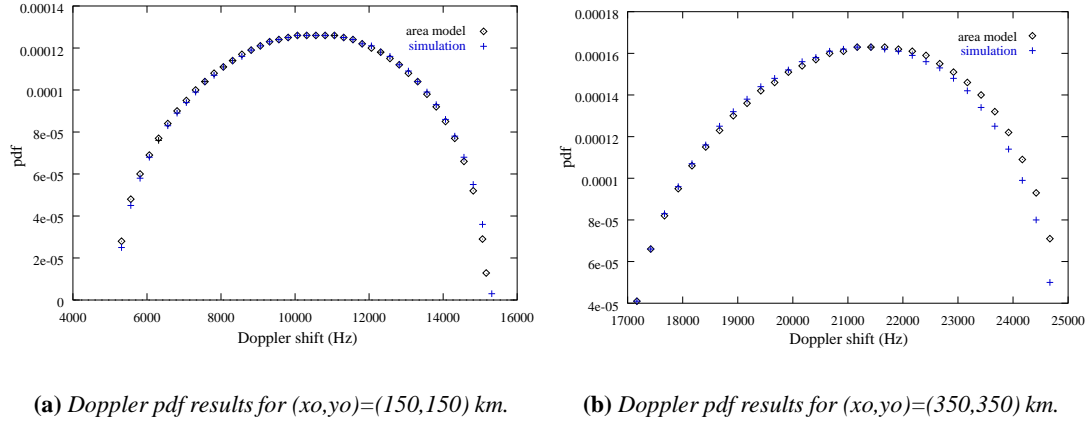 0.00014
0.00012
0.0001
8e-05
6e-05
4e-05
2e-05
0
pdf
area model
simulation
4000 6000 8000 10000 12000 14000 16000
Doppler shift (Hz)
(a) Doppler pdf results for (xo,yo)=(150,150) km.
0.00018
0.00016
0.00014
0.00012
0.0001
8e-05
6e-05
4e-05
pdf
area model
simulation
17000 18000 19000 20000 21000 22000 23000 24000 25000
Doppler shift (Hz)
(b) Doppler pdf results for (xo,yo)=(350,350) km.